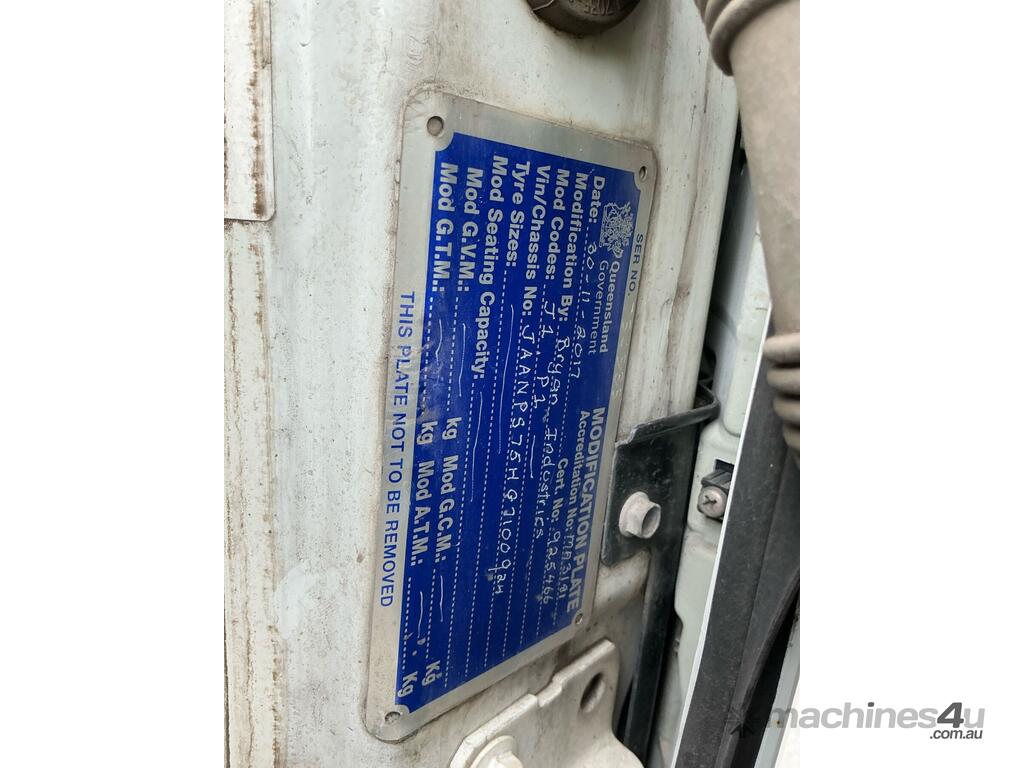 SER NO.
Queensland Government
MODIFICATION PLATE
Date: 30-11-2017 Accreditation No:
Modification By: Bryan Industries Cert. No: 925466
Mod Codes: J1 P1
Vin/Chassis No:
Tyre Sizes:
Mod Seating Capacity:
Mod G.V.M.: kg Mod G.C.M.: Kg
Mod G.T.M.: kg Mod A.T.M.: Kg
THIS PLATE NOT TO BE REMOVED
machines4u
.com.au